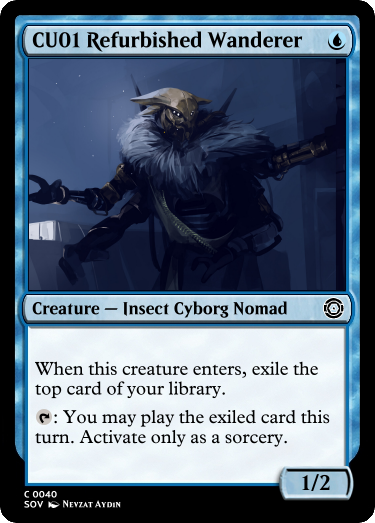 CU01 Refurbished Wanderer
Creature — Insect Cyborg Nomad
When this creature enters, exile the
top card of your library.
: You may play the exiled card this
turn. Activate only as a sorcery.
1/2
C 0040
SOV Nevzat Aydin